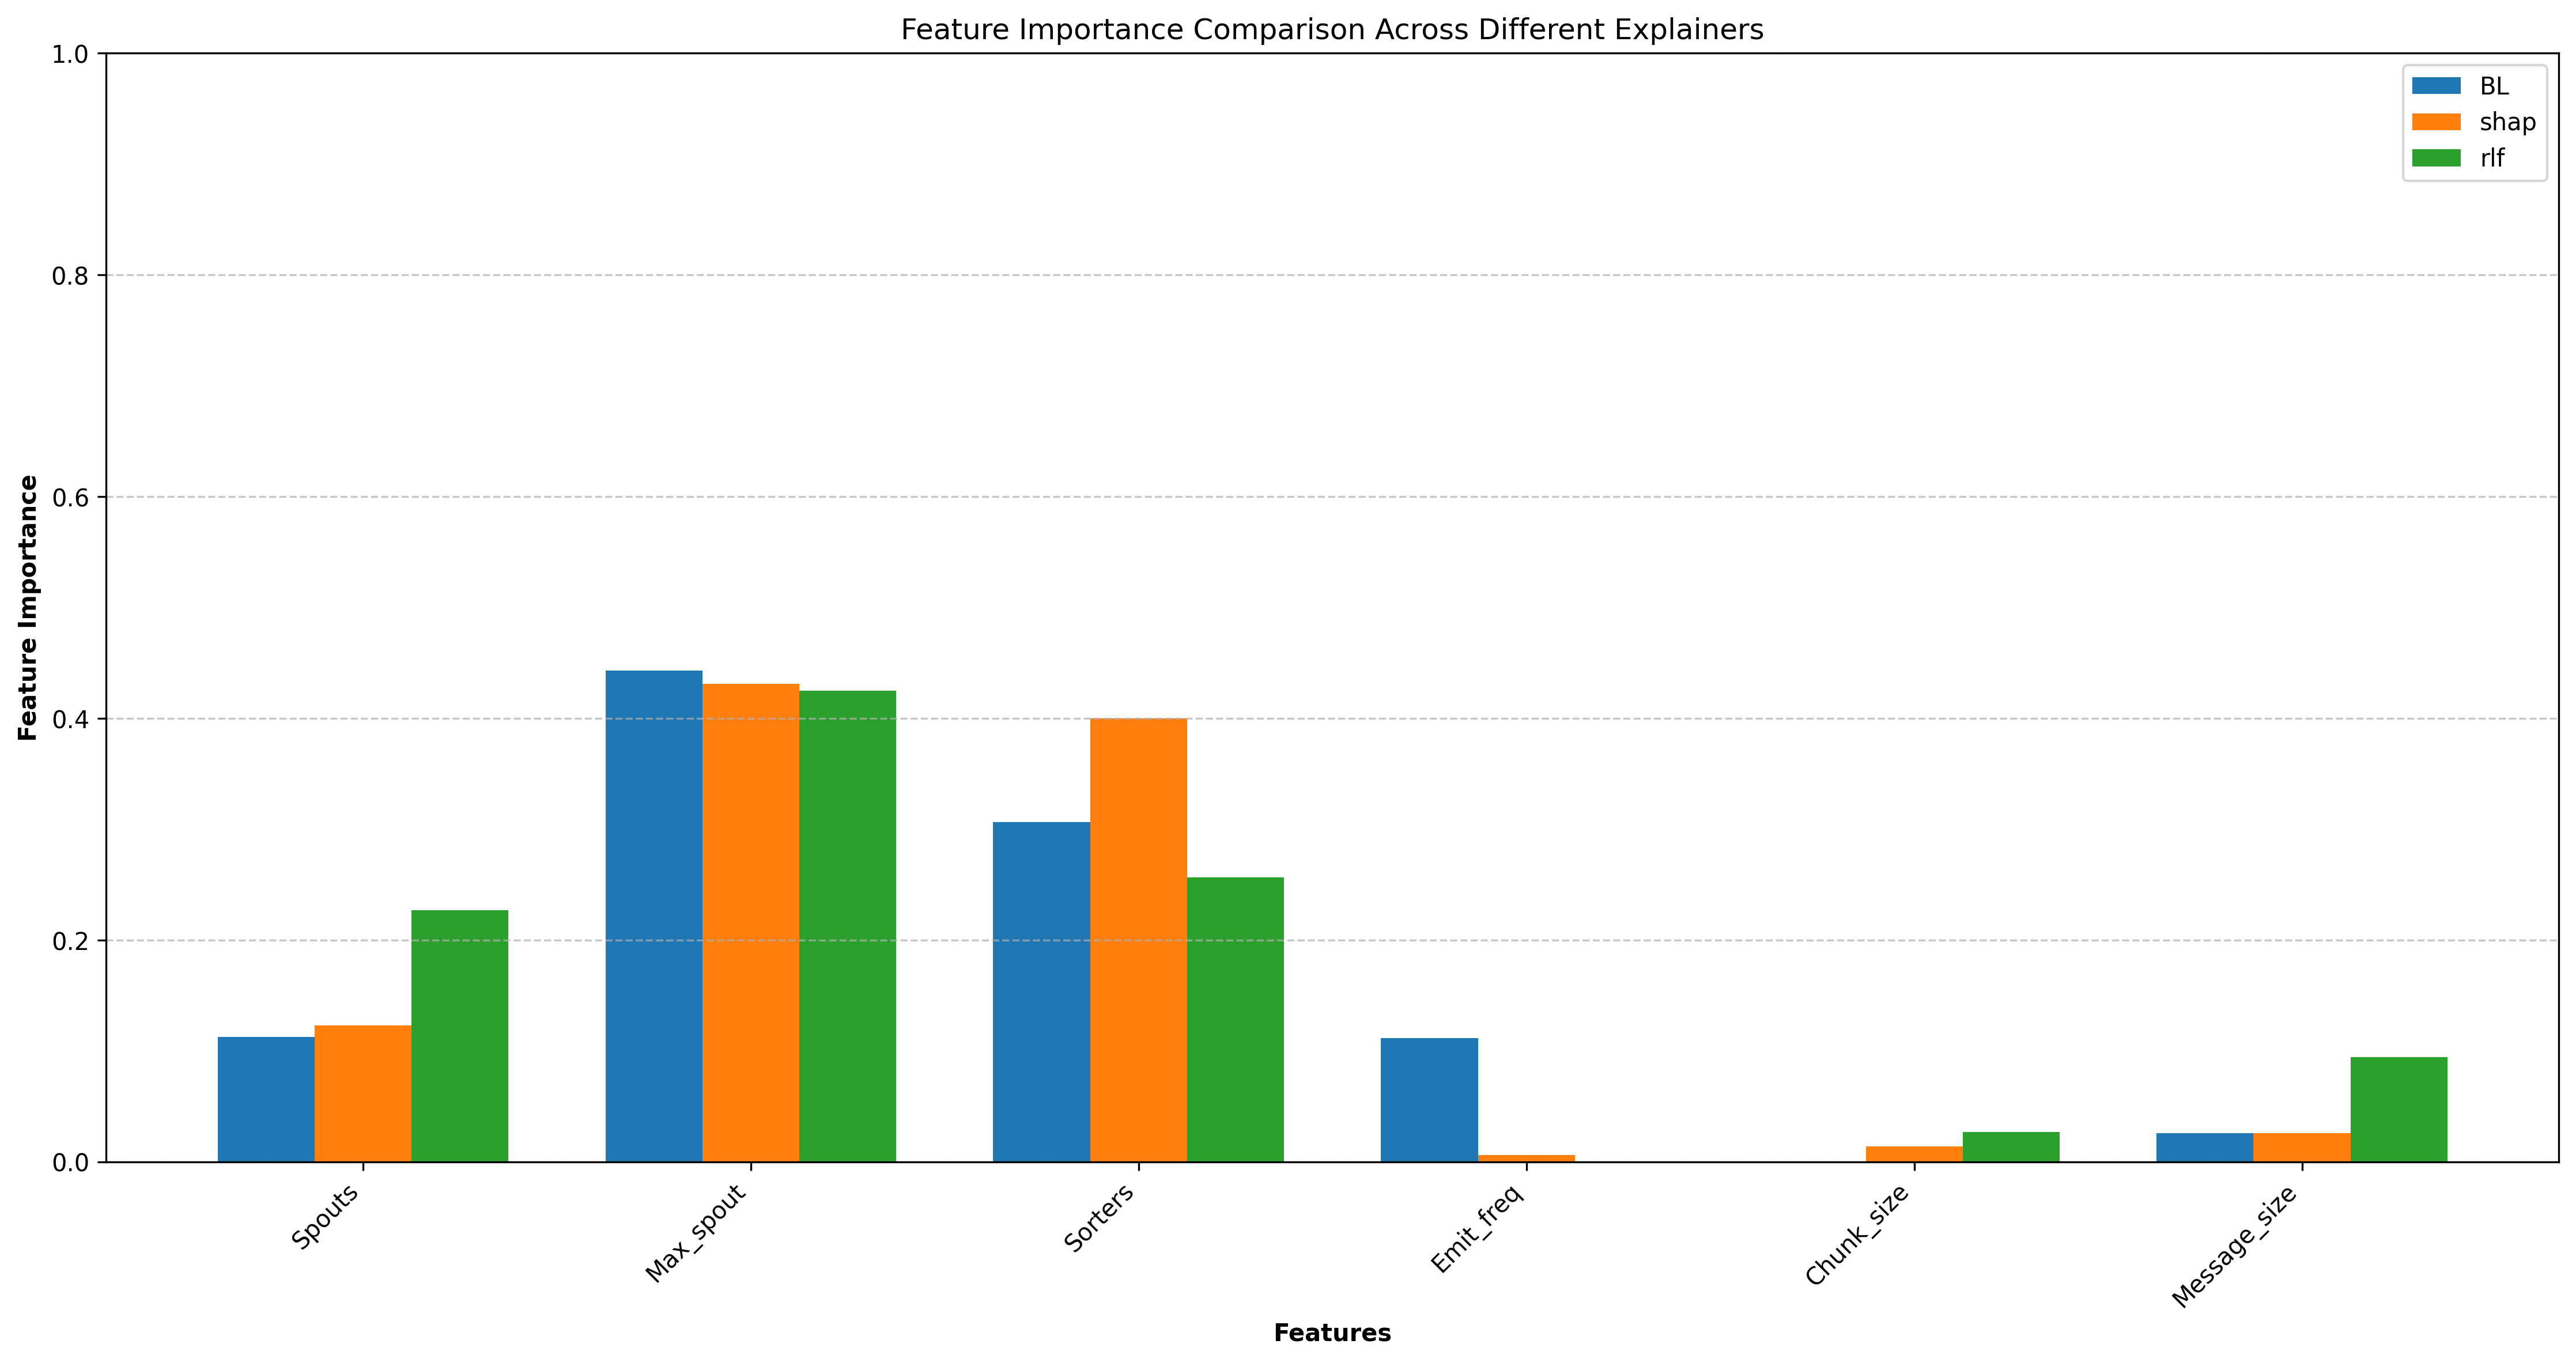 Feature Importance Comparison Across Different Explainers
1.0
0.8
0.6
0.4
0.2
0.0
Feature Importance
BL
shap
rlf
Spouts
Max_spout
Sorters
Emit_freq
Chunk_size
Message_size
Features